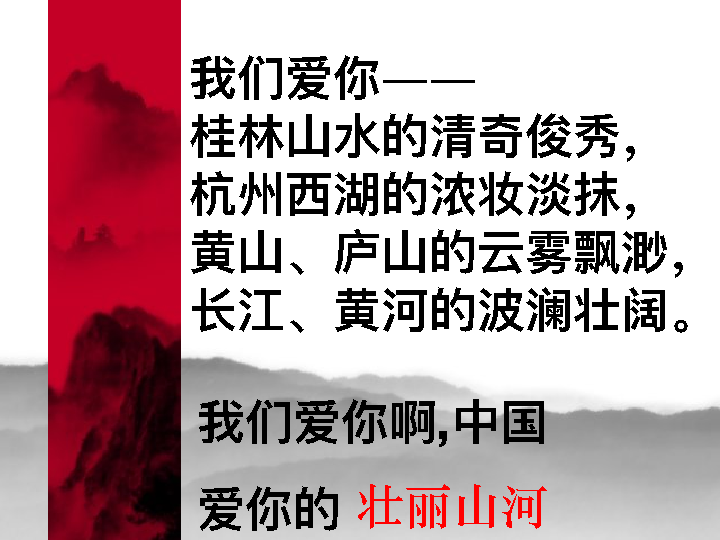 我们爱你——
桂林山水的清奇俊秀，
杭州西湖的浓妆淡抹，
黄山、庐山的云雾飘渺，
长江、黄河的波澜壮阔。
我们爱你啊,中国
爱你的 壮丽山河